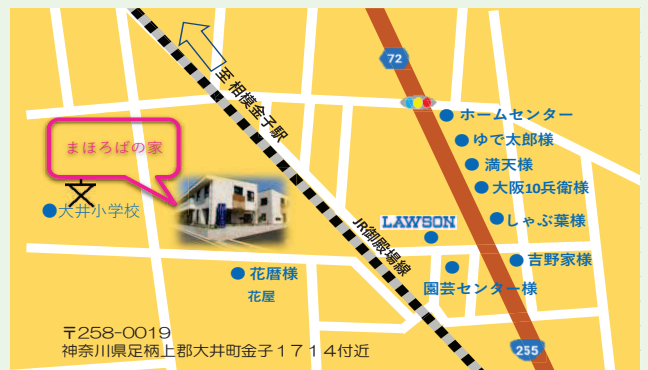 72
至相模金子駅
ホームセンター
ゆで太郎様
満天様
大阪10兵衛様
しゃぶ葉様
吉野家様
まほろばの家
文
大井小学校
LAWSON
JR御殿場線
園芸センター様
花暦様
花屋
255
〒258-0019
神奈川県足柄上郡大井町金子1714付近